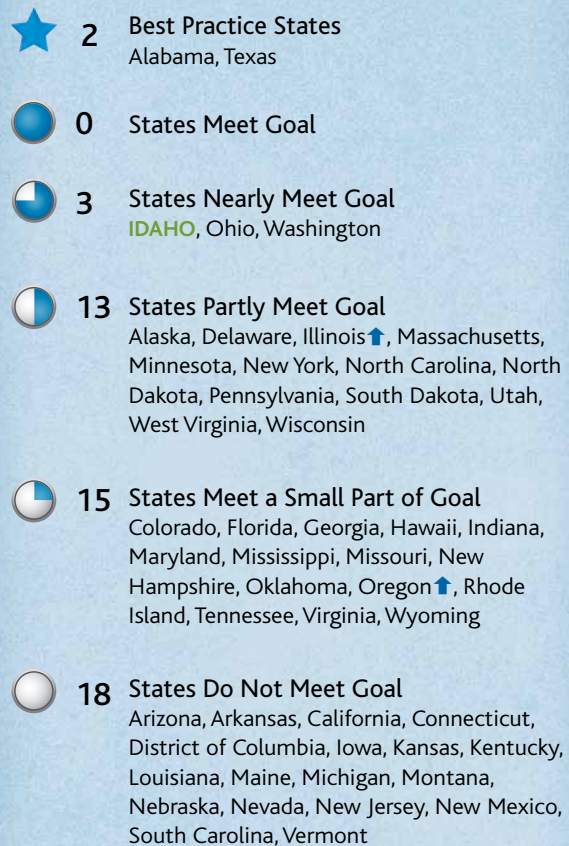 2 Best Practice States
Alabama, Texas
0 States Meet Goal
3 States Nearly Meet Goal
IDAHO, Ohio, Washington
13 States Partly Meet Goal
Alaska, Delaware, Illinois⬆, Massachusetts,
Minnesota, New York, North Carolina, North
Dakota, Pennsylvania, South Dakota, Utah,
West Virginia, Wisconsin
15 States Meet a Small Part of Goal
Colorado, Florida, Georgia, Hawaii, Indiana,
Maryland, Mississippi, Missouri, New
Hampshire, Oklahoma, Oregon⬆, Rhode
Island, Tennessee, Virginia, Wyoming
18 States Do Not Meet Goal
Arizona, Arkansas, California, Connecticut,
District of Columbia, Iowa, Kansas, Kentucky,
Louisiana, Maine, Michigan, Montana,
Nebraska, Nevada, New Jersey, New Mexico,
South Carolina, Vermont